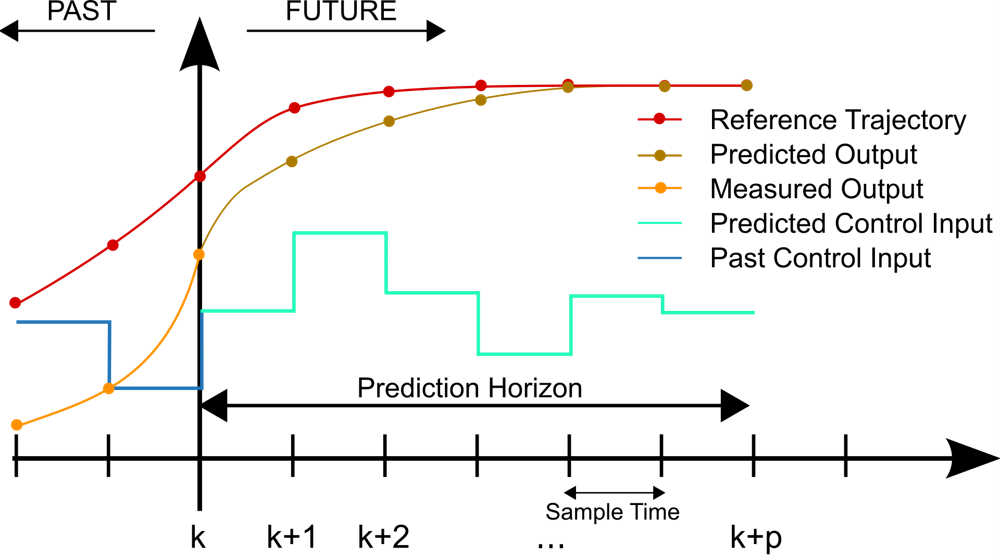 PAST
FUTURE
Reference Trajectory
Predicted Output
Measured Output
Predicted Control Input
Past Control Input
Prediction Horizon
Sample Time
k
k+1
k+2
...
k+p